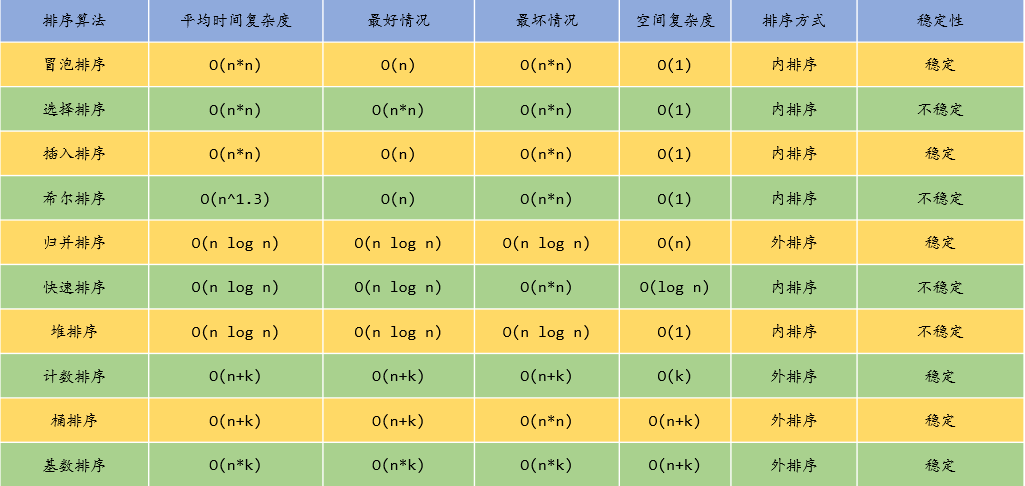 排序算法 平均时间复杂度 最好情况 最坏情况 空间复杂度 排序方式 稳定性
冒泡排序 O(n*n) O(n) O(n*n) O(1) 内排序 稳定
选择排序 O(n*n) O(n*n) O(n*n) O(1) 内排序 不稳定
插入排序 O(n*n) O(n) O(n*n) O(1) 内排序 稳定
希尔排序 O(n^1.3) O(n) O(n*n) O(1) 内排序 不稳定
归并排序 O(n log n) O(n log n) O(n log n) O(n) 外排序 稳定
快速排序 O(n log n) O(n log n) O(n*n) O(log n) 内排序 不稳定
堆排序 O(n log n) O(n log n) O(n log n) O(1) 内排序 不稳定
计数排序 O(n+k) O(n+k) O(n+k) O(k) 外排序 稳定
桶排序 O(n+k) O(n+k) O(n*n) O(n+k) 外排序 稳定
基数排序 O(n*k) O(n*k) O(n*k) O(n+k) 外排序 稳定